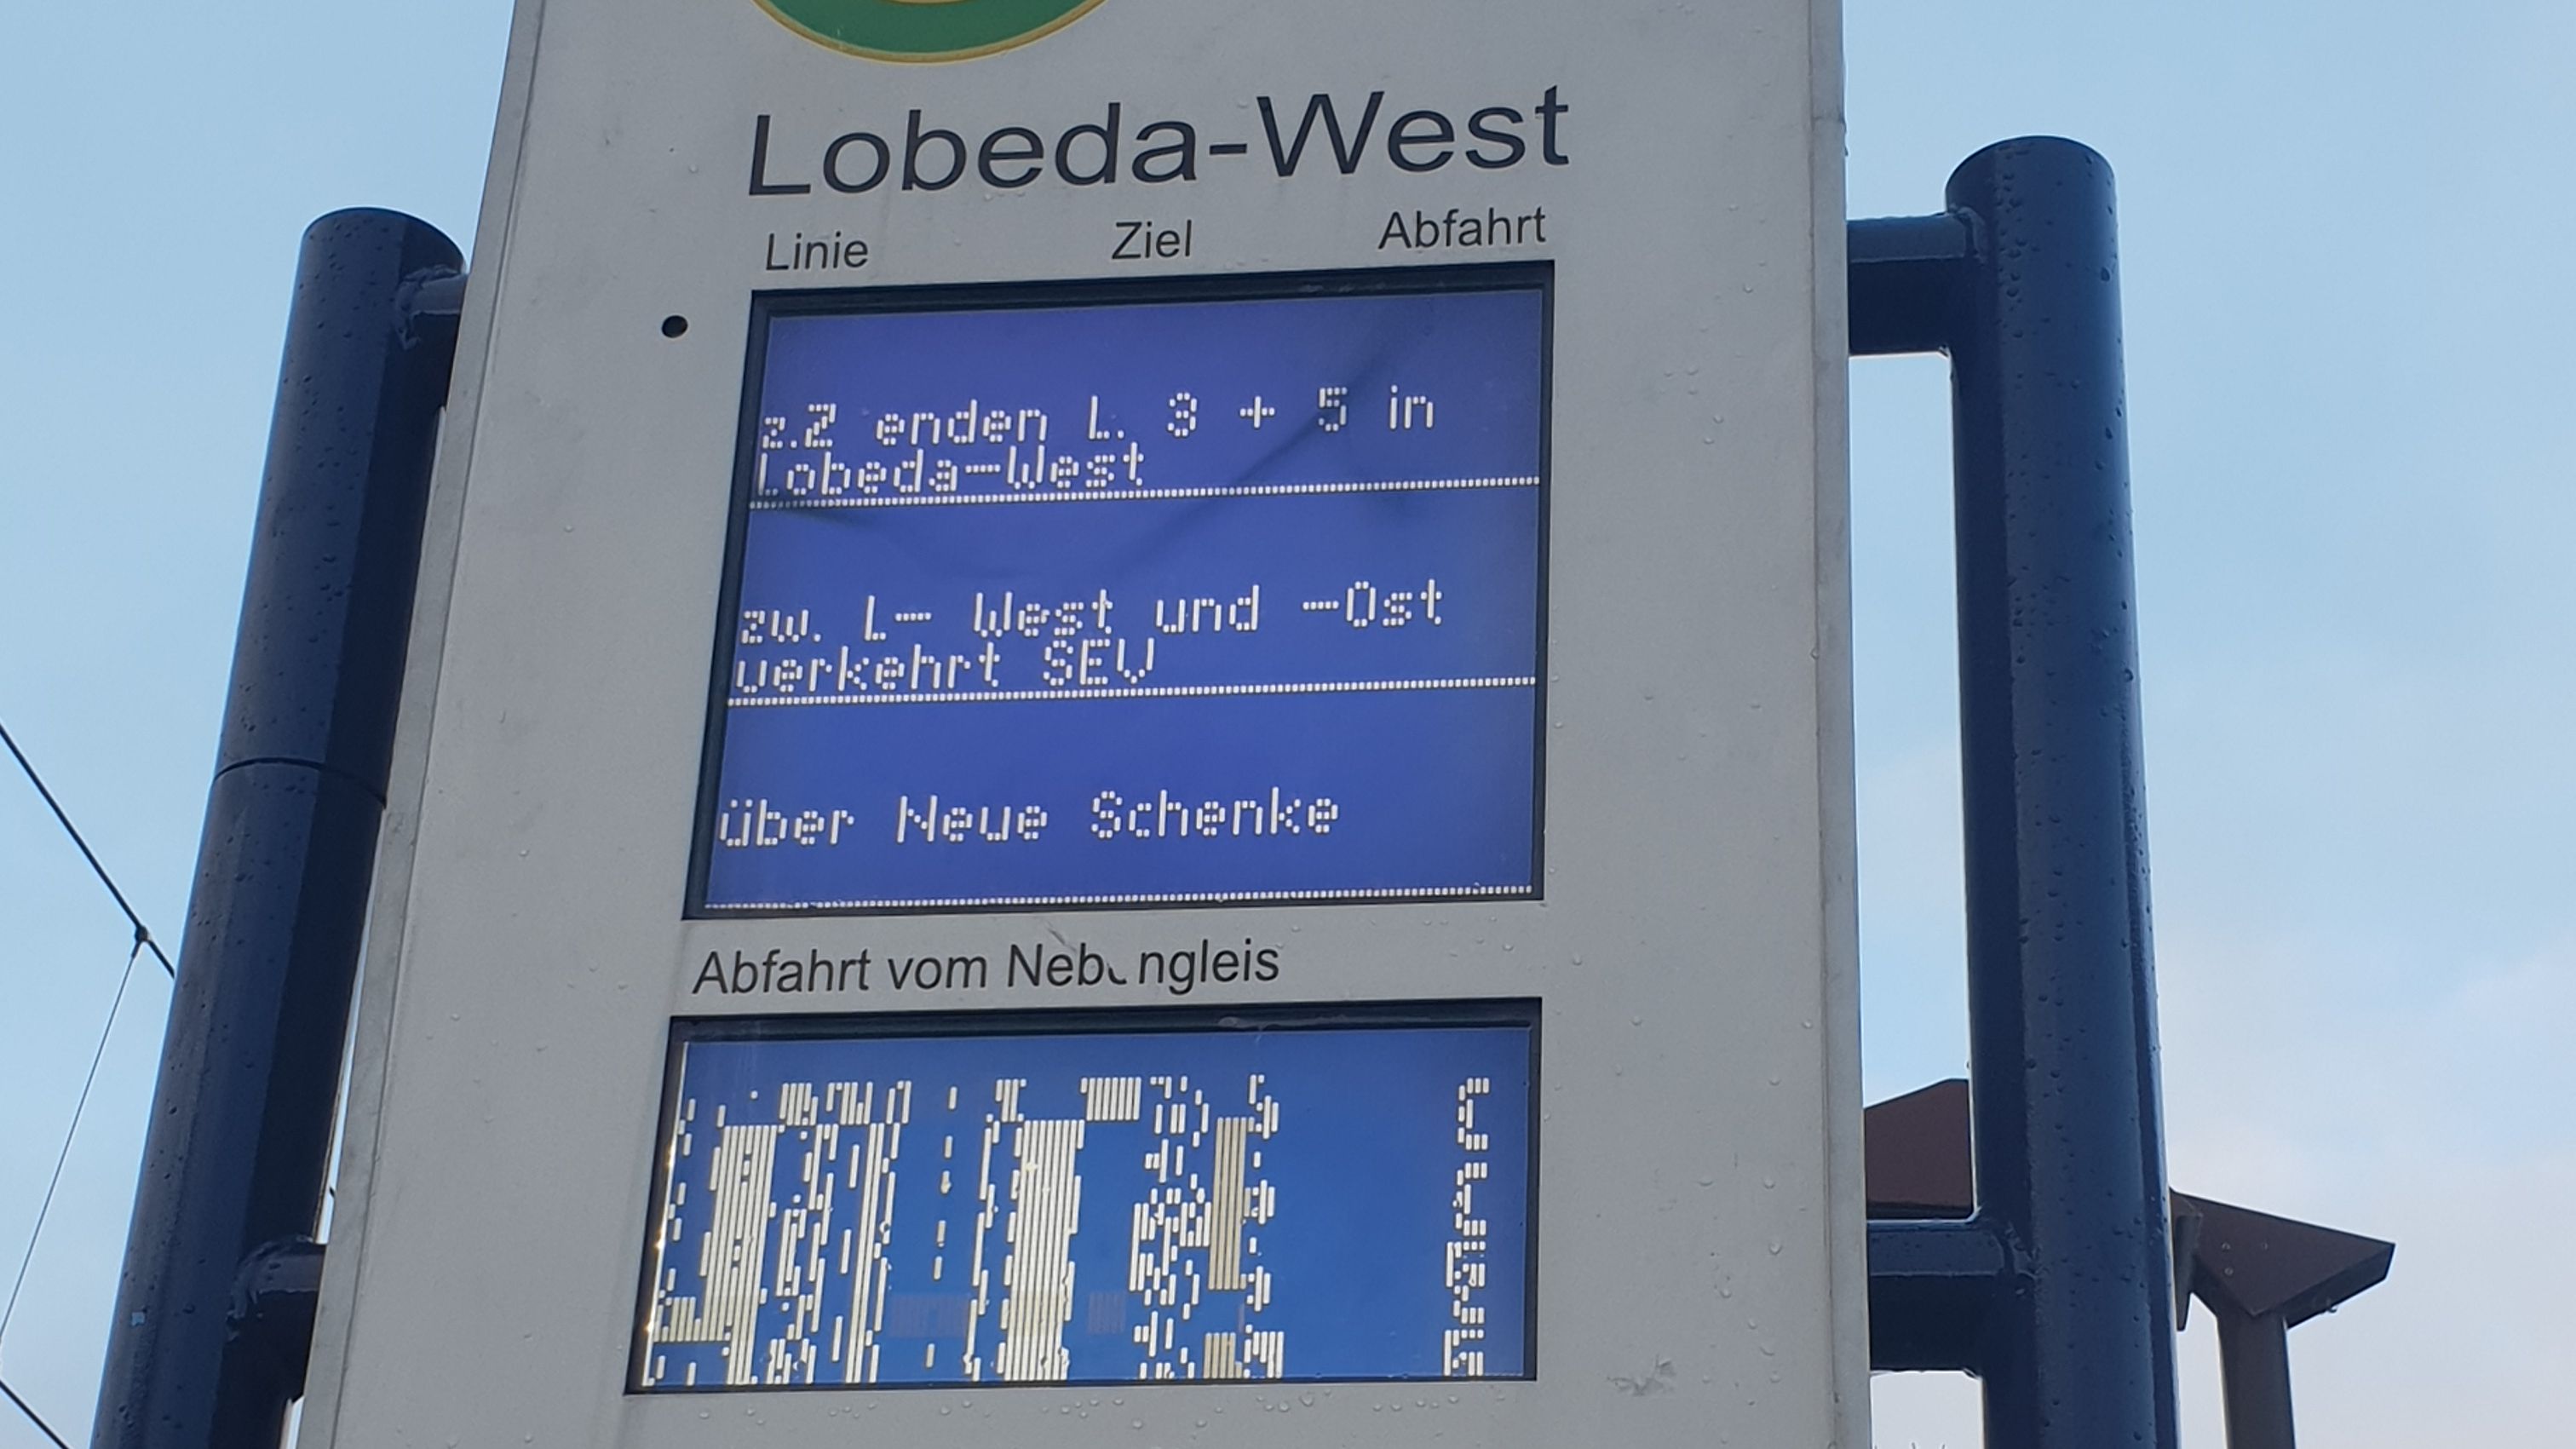 Lobeda-West
Linie Ziel Abfahrt
z.Z enden L. 3 + 5 in
Lobeda-West
zw. L- West und -Ost
verkehrt SEV
über Neue Schenke
Abfahrt vom Nebengleis